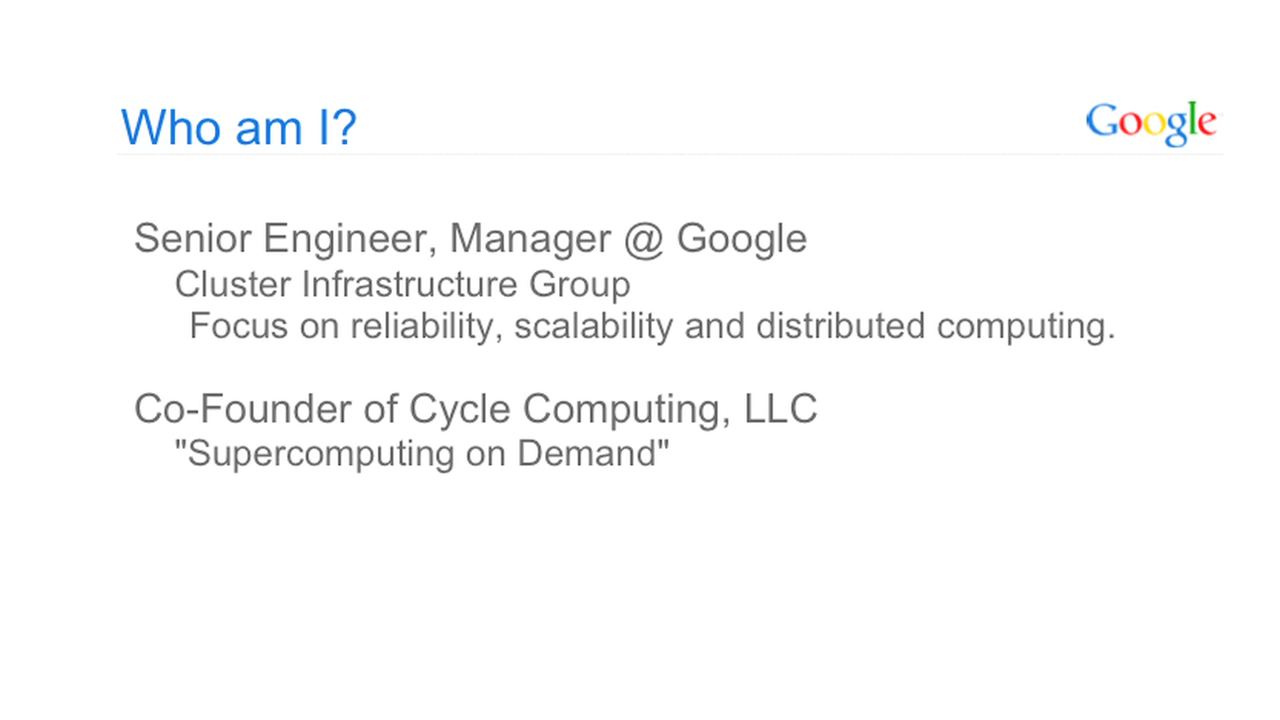 Who am I?
Google
Senior Engineer, Manager @ Google
Cluster Infrastructure Group
Focus on reliability, scalability and distributed computing.
Co-Founder of Cycle Computing, LLC
"Supercomputing on Demand"